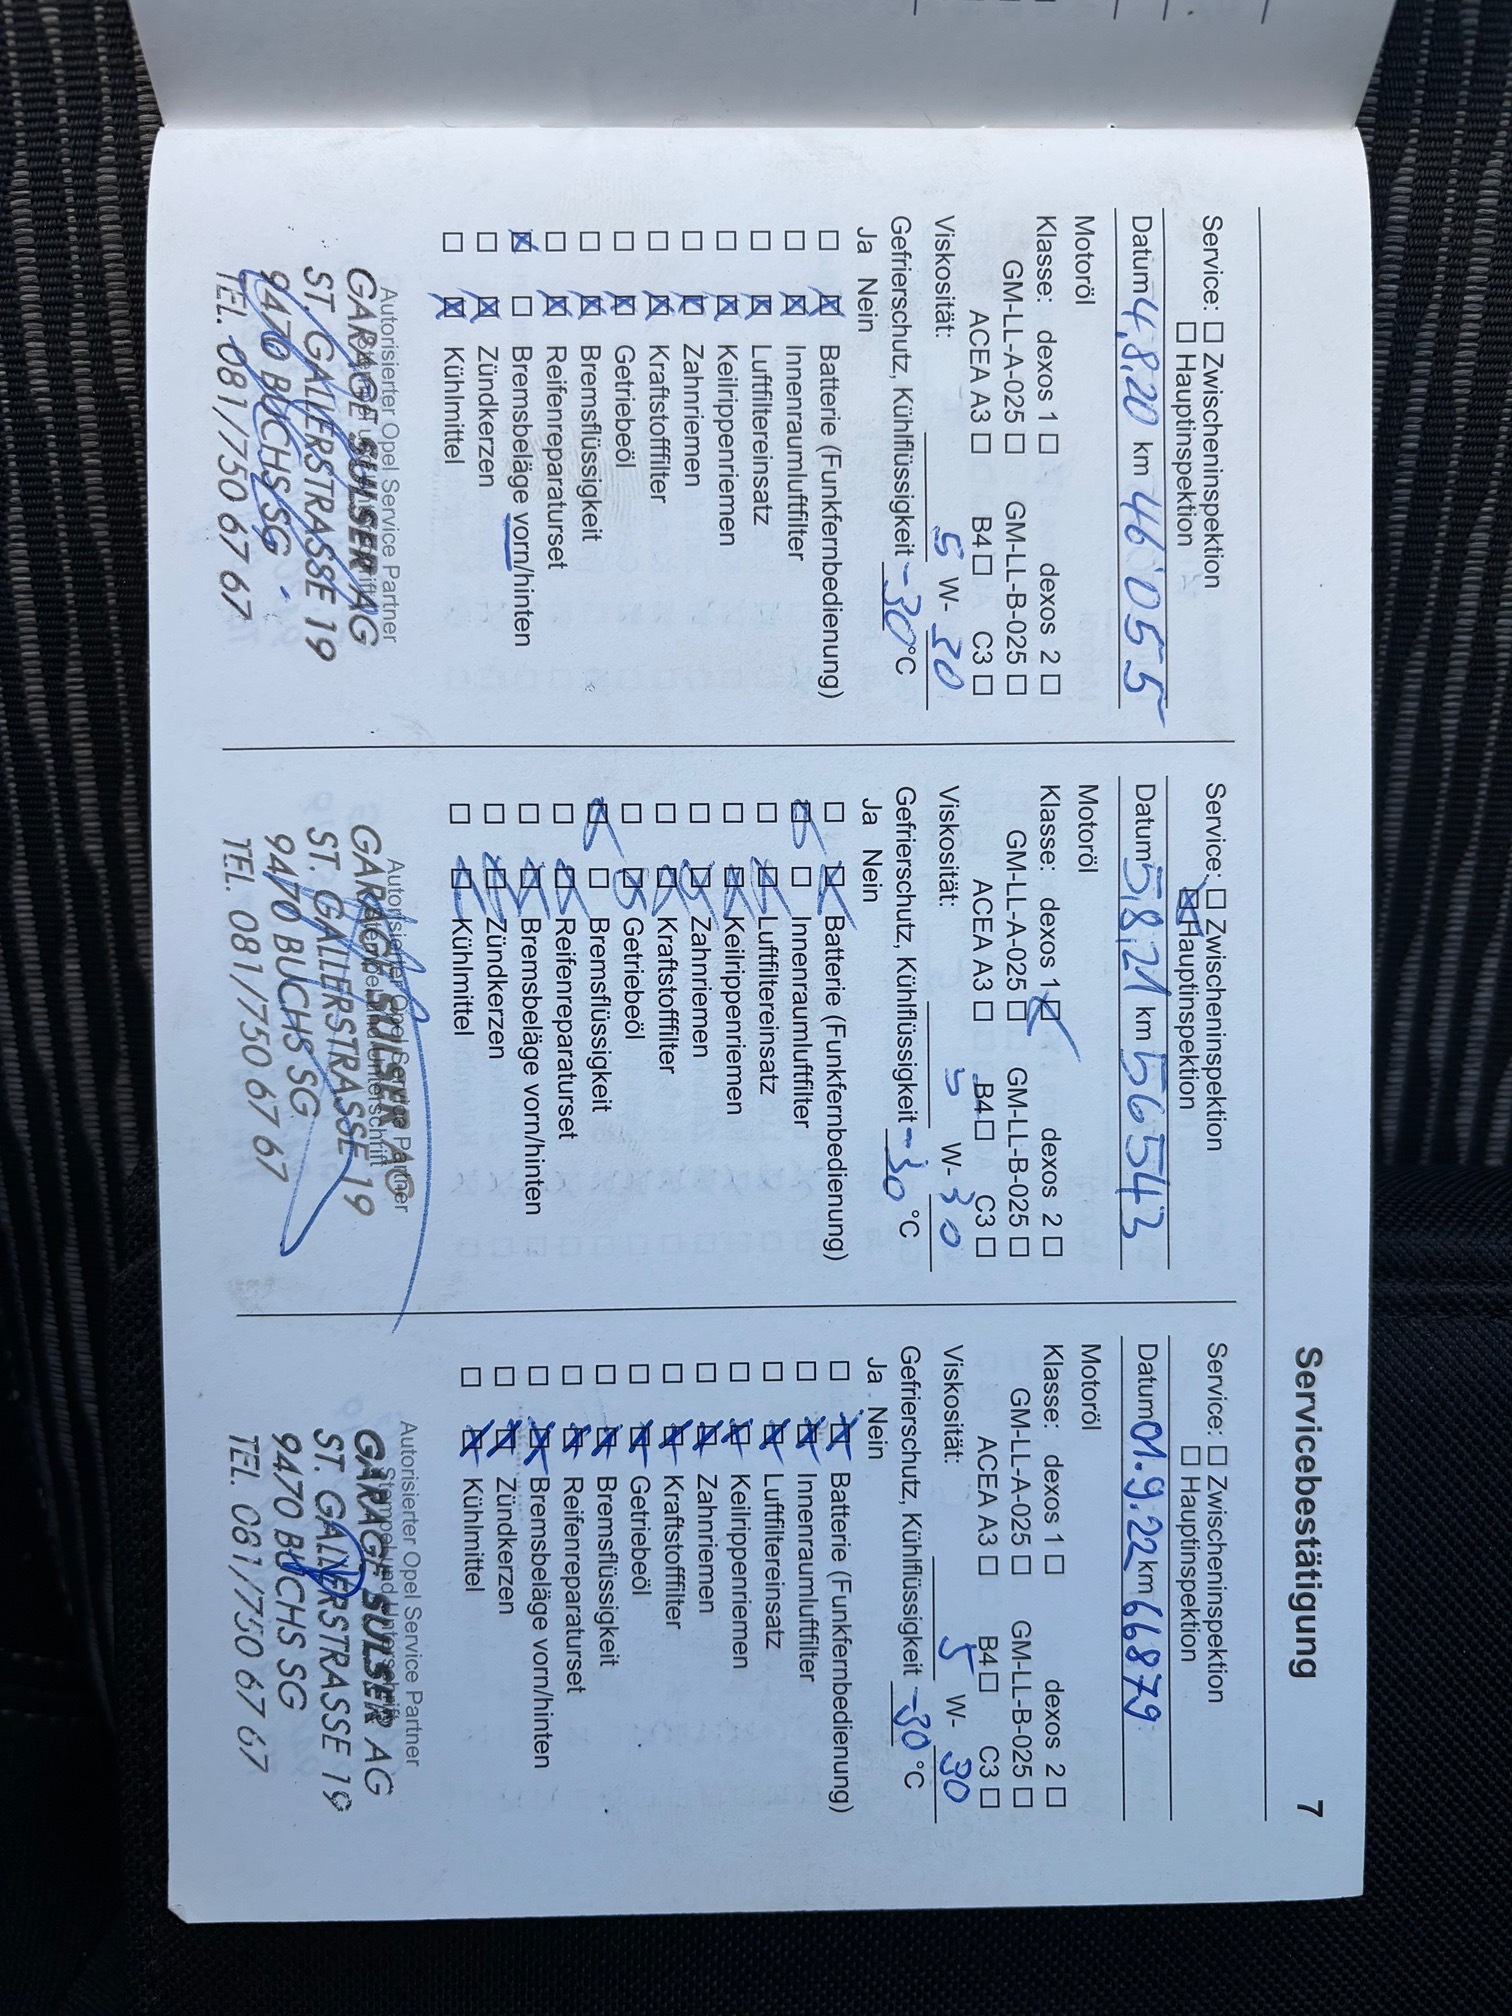 Servicebestätigung 7
Service: ☐ Zwischeninspektion
☐ Hauptinspektion
Datum 4.8.20 km 46'055
Motoröl
Klasse: dexos 1 ☐ dexos 2 ☐
GM-LL-A-025 ☐ GM-LL-B-025 ☐
ACEA A3 ☐ B4 ☐ C3 ☐
Viskosität: 5 W- 30
Gefrierschutz, Kühlflüssigkeit -30 °C
Ja Nein
☐ ☒ Batterie (Funkfernbedienung)
☐ ☒ Innenraumluftfilter
☐ ☒ Luftfiltereinsatz
☐ ☒ Keilrippenriemen
☐ ☒ Zahnriemen
☐ ☒ Kraftstofffilter
☐ ☒ Getriebeöl
☐ ☒ Bremsflüssigkeit
☐ ☒ Reifenreparaturset
☒ ☐ Bremsbeläge vorn/hinten
☐ ☒ Zündkerzen
☐ ☒ Kühlmittel
Autorisierter Opel Service Partner
GARAGE SULSER AG
ST. GALLERSTRASSE 19
9470 BUCHS SG
TEL. 081/750 67 67
Service: ☐ Zwischeninspektion
☒ Hauptinspektion
Datum 5.8.21 km 56543
Motoröl
Klasse: dexos 1 ☒ dexos 2 ☐
GM-LL-A-025 ☐ GM-LL-B-025 ☐
ACEA A3 ☐ B4 ☐ C3 ☐
Viskosität: 5 W- 30
Gefrierschutz, Kühlflüssigkeit -30 °C
Ja Nein
☐ ☒ Batterie (Funkfernbedienung)
☒ ☐ Innenraumluftfilter
☐ ☒ Luftfiltereinsatz
☐ ☒ Keilrippenriemen
☐ ☒ Zahnriemen
☐ ☒ Kraftstofffilter
☐ ☒ Getriebeöl
☒ ☐ Bremsflüssigkeit
☐ ☒ Reifenreparaturset
☐ ☒ Bremsbeläge vorn/hinten
☐ ☒ Zündkerzen
☐ ☒ Kühlmittel
Autorisierter Opel Service Partner
Stempel und Unterschrift
GARAGE SULSER AG
ST. GALLERSTRASSE 19
9470 BUCHS SG
TEL. 081/750 67 67
Service: ☐ Zwischeninspektion
☐ Hauptinspektion
Datum 01.9.22 km 66879
Motoröl
Klasse: dexos 1 ☐ dexos 2 ☐
GM-LL-A-025 ☐ GM-LL-B-025 ☐
ACEA A3 ☐ B4 ☐ C3 ☐
Viskosität: 5 W- 30
Gefrierschutz, Kühlflüssigkeit -30 °C
Ja Nein
☐ ☒ Batterie (Funkfernbedienung)
☐ ☒ Innenraumluftfilter
☐ ☒ Luftfiltereinsatz
☐ ☒ Keilrippenriemen
☐ ☒ Zahnriemen
☐ ☒ Kraftstofffilter
☐ ☒ Getriebeöl
☐ ☒ Bremsflüssigkeit
☐ ☒ Reifenreparaturset
☐ ☒ Bremsbeläge vorn/hinten
☐ ☒ Zündkerzen
☐ ☒ Kühlmittel
Autorisierter Opel Service Partner
Stempel und Unterschrift
GARAGE SULSER AG
ST. GALLERSTRASSE 19
9470 BUCHS SG
TEL. 081/750 67 67